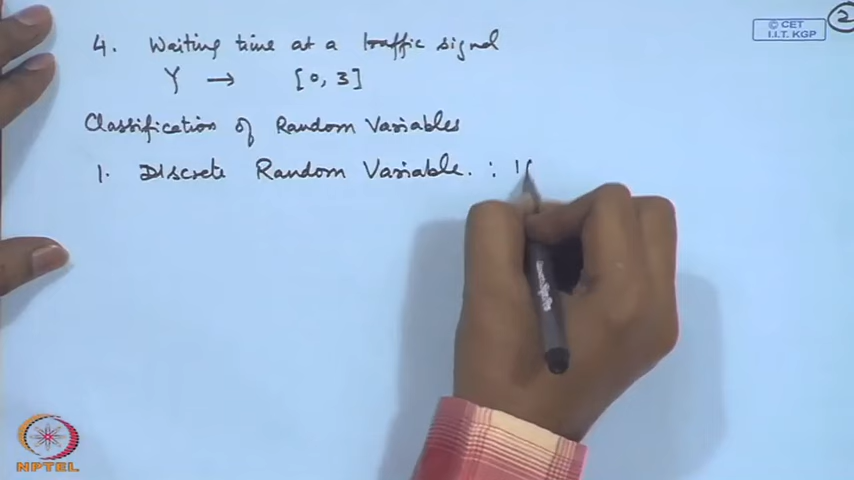 © CET
I.I.T. KGP
2
4. Waiting time at a traffic signal
Y → [0, 3]
Classification of Random Variables
1. Discrete Random Variable. :
NPTEL